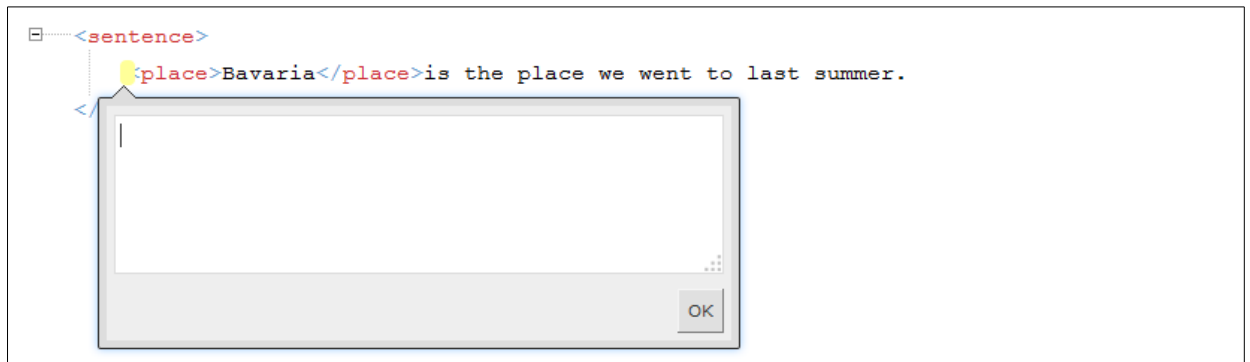 <sentence>
<place>Bavaria</place>is the place we went to last summer.
</
OK